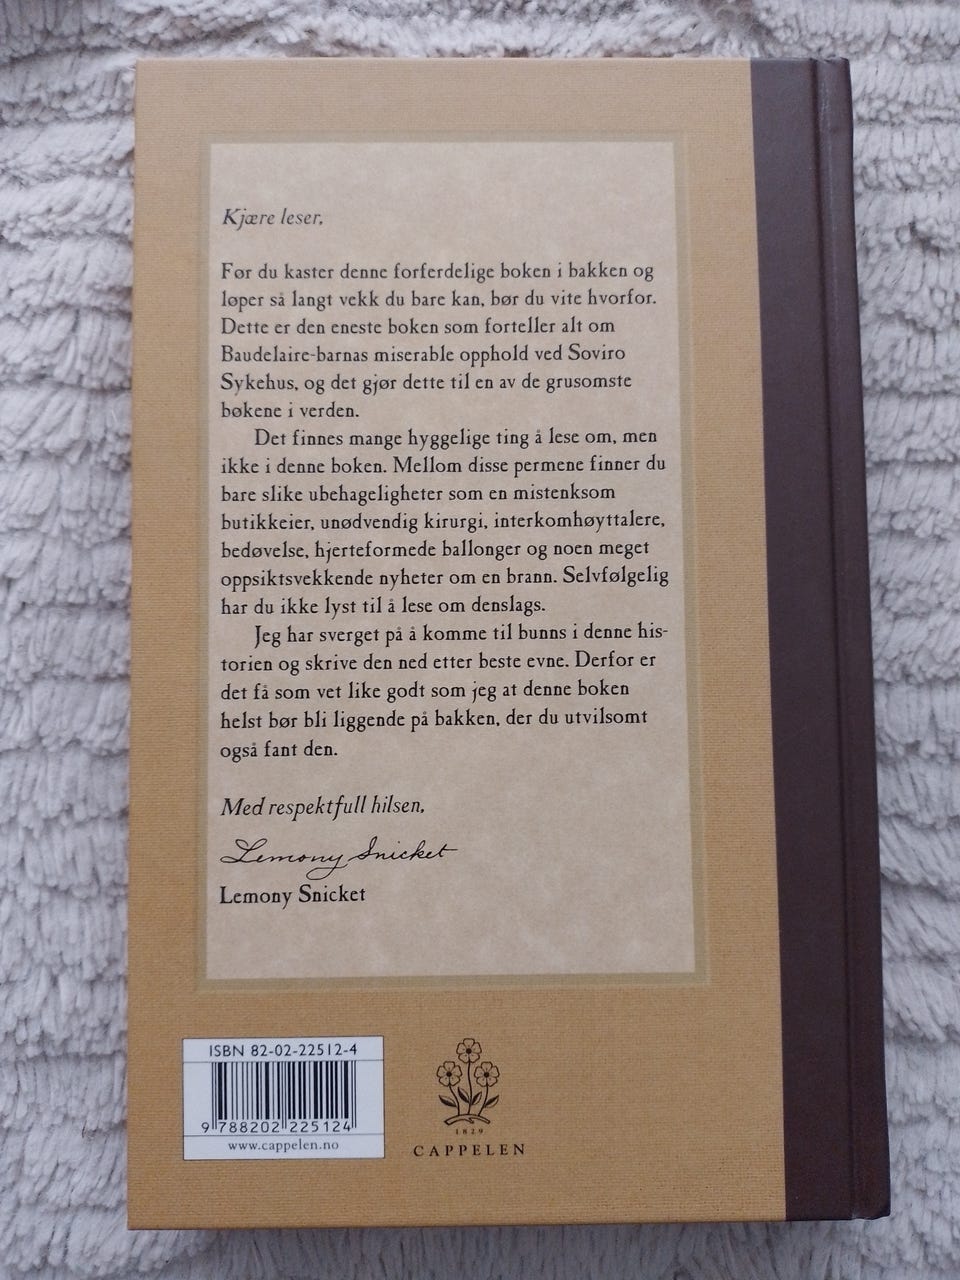 Kjære leser,
Før du kaster denne forferdelige boken i bakken og
løper så langt vekk du bare kan, bør du vite hvorfor.
Dette er den eneste boken som forteller alt om
Baudelaire-barnas miserable opphold ved Soviro
Sykehus, og det gjør dette til en av de grusomste
bøkene i verden.
Det finnes mange hyggelige ting å lese om, men
ikke i denne boken. Mellom disse permene finner du
bare slike ubehageligheter som en mistenksom
butikkeier, unødvendig kirurgi, interkomhøyttalere,
bedøvelse, hjerteformede ballonger og noen meget
oppsiktsvekkende nyheter om en brann. Selvfølgelig
har du ikke lyst til å lese om denslags.
Jeg har sverget på å komme til bunns i denne his-
torien og skrive den ned etter beste evne. Derfor er
det få som vet like godt som jeg at denne boken
helst bør bli liggende på bakken, der du utvilsomt
også fant den.
Med respektfull hilsen,
Lemony Snicket
Lemony Snicket
ISBN 82-02-22512-4
9 788202 225124
www.cappelen.no
1829
CAPPELEN